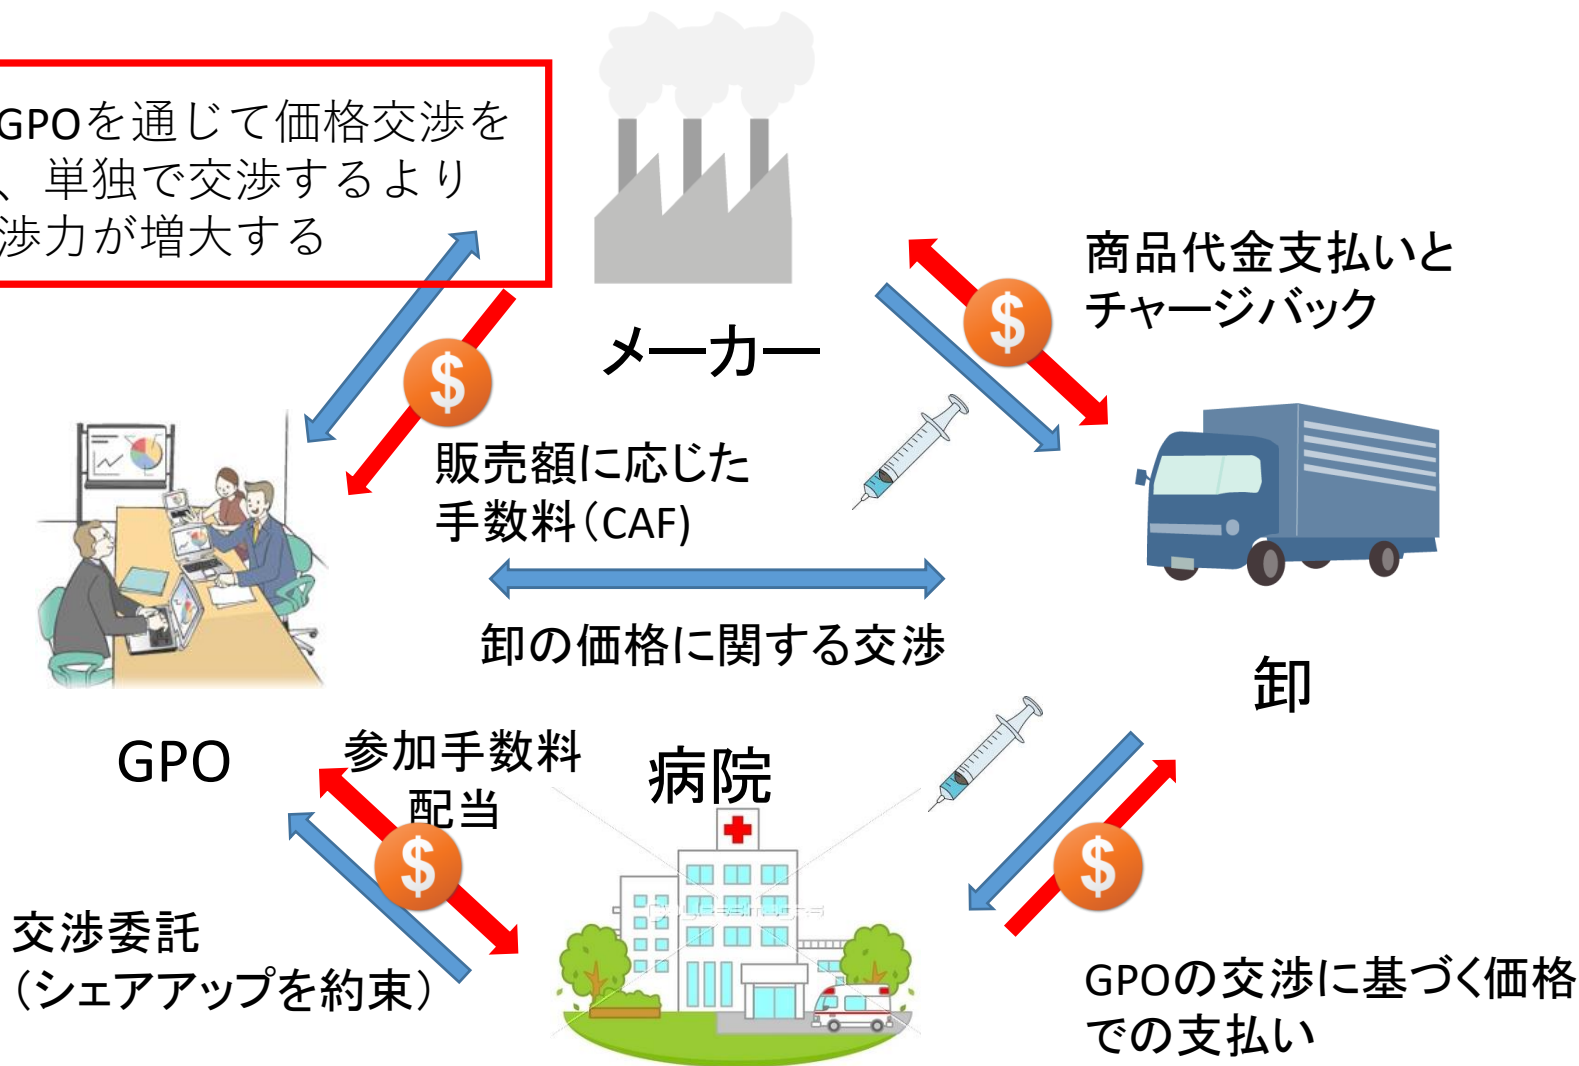 GPOを通じて価格交渉を
、単独で交渉するより
渉力が増大する
商品代金支払いと
チャージバック
メーカー
$
$
販売額に応じた
手数料（CAF)
卸の価格に関する交渉
卸
GPO
参加手数料
配当
病院
$
$
交渉委託
（シェアアップを約束）
GPOの交渉に基づく価格
での支払い